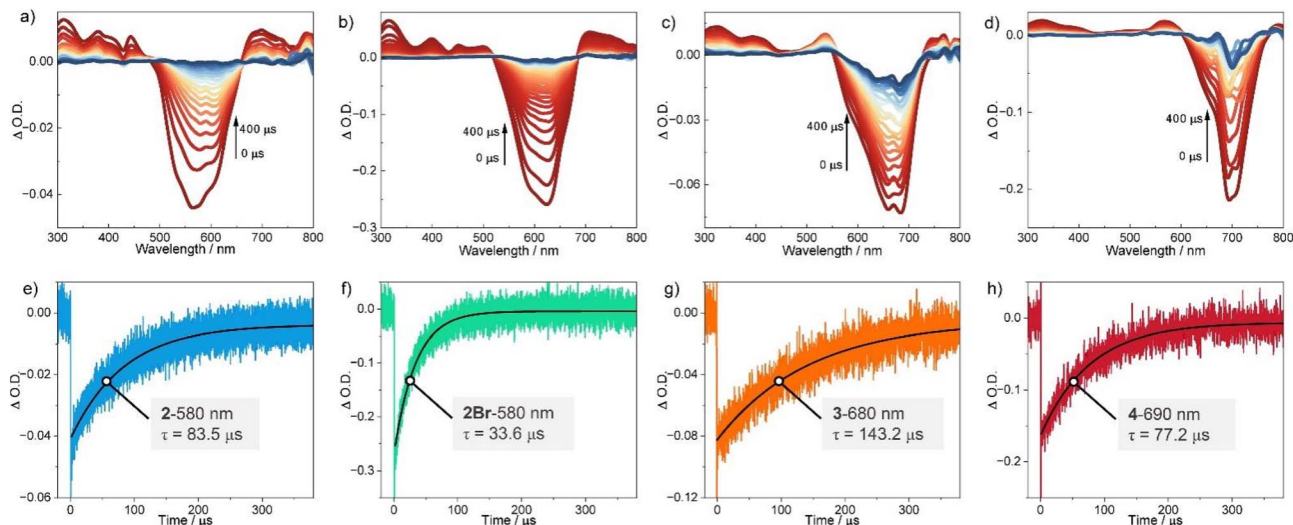 a)
0.00
−0.02
−0.04
Δ O.D.
400 μs
0 μs
300 400 500 600 700 800
Wavelength / nm
b)
0.0
−0.1
−0.2
−0.3
Δ O.D.
400 μs
0 μs
300 400 500 600 700 800
Wavelength / nm
c)
0.00
−0.03
−0.06
Δ O.D.
400 μs
0 μs
300 400 500 600 700 800
Wavelength / nm
d)
0.0
−0.1
−0.2
Δ O.D.
400 μs
0 μs
300 400 500 600 700 800
Wavelength / nm
e)
0.00
−0.02
−0.04
−0.06
Δ O.D.
2-580 nm
τ = 83.5 μs
0 100 200 300
Time / μs
f)
0.0
−0.1
−0.2
−0.3
Δ O.D.
2Br-580 nm
τ = 33.6 μs
0 100 200 300
Time / μs
g)
0.00
−0.04
−0.08
−0.12
Δ O.D.
3-680 nm
τ = 143.2 μs
0 100 200 300
Time / μs
h)
0.0
−0.1
−0.2
Δ O.D.
4-690 nm
τ = 77.2 μs
0 100 200 300
Time / μs